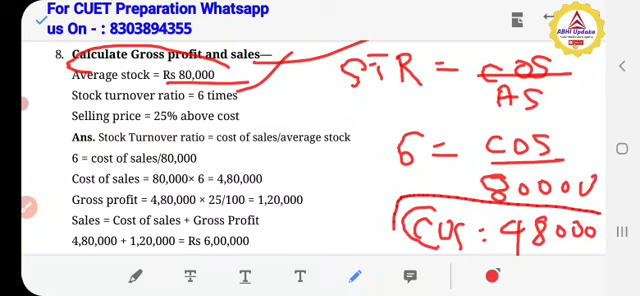 For CUET Preparation Whatsapp
us On - : 8303894355
ABHI Update
8. Calculate Gross profit and sales—
Average stock = Rs 80,000
Stock turnover ratio = 6 times
Selling price = 25% above cost
Ans. Stock Turnover ratio = cost of sales/average stock
6 = cost of sales/80,000
Cost of sales = 80,000× 6 = 4,80,000
Gross profit = 4,80,000 × 25/100 = 1,20,000
Sales = Cost of sales + Gross Profit
4,80,000 + 1,20,000 = Rs 6,00,000
STR = COS
AS
6 = COS
80000
COS : 48000
T T T